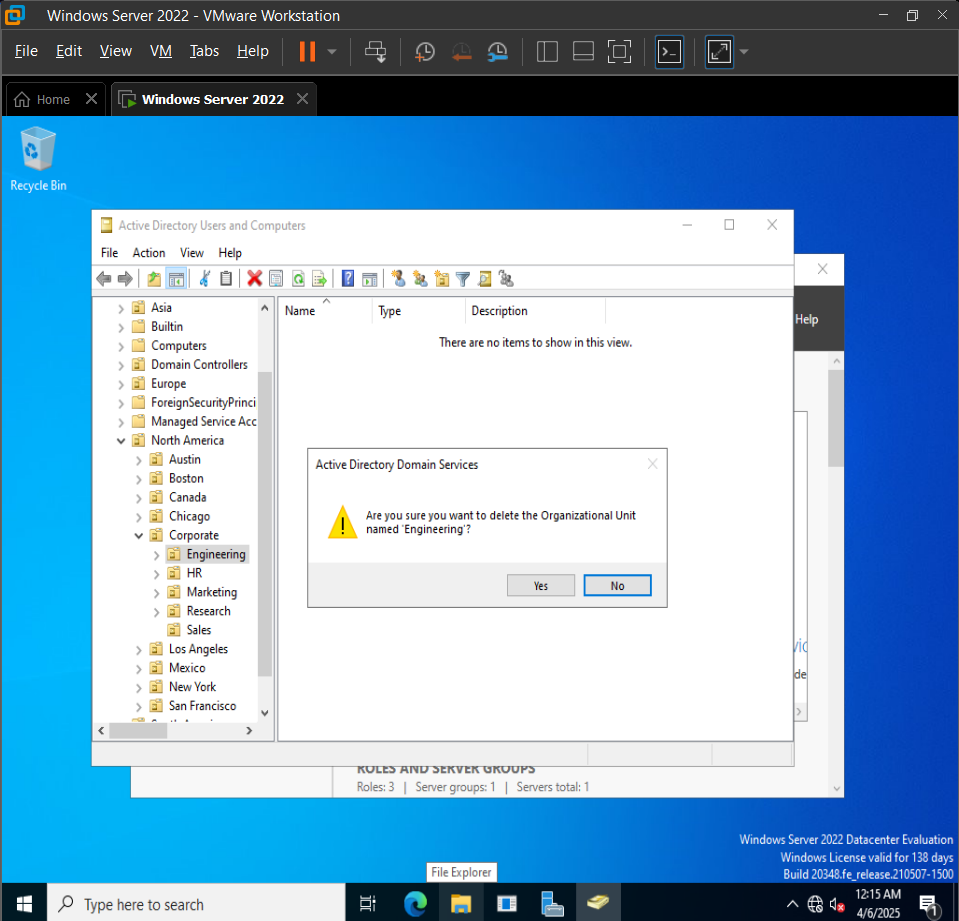 Windows Server 2022 - VMware Workstation
File Edit View VM Tabs Help
Home Windows Server 2022
Recycle Bin
Active Directory Users and Computers
File Action View Help
Help
Asia
Builtin
Computers
Domain Controllers
Europe
ForeignSecurityPrinci
Managed Service Acc
North America
Austin
Boston
Canada
Chicago
Corporate
Engineering
HR
Marketing
Research
Sales
Los Angeles
Mexico
New York
San Francisco
Name Type Description
There are no items to show in this view.
Active Directory Domain Services
Are you sure you want to delete the Organizational Unit
named 'Engineering'?
Yes No
ROLES AND SERVER GROUPS
Roles: 3 | Server groups: 1 | Servers total: 1
Windows Server 2022 Datacenter Evaluation
Windows License valid for 138 days
Build 20348.fe_release.210507-1500
File Explorer
Type here to search
12:15 AM
4/6/2025
1